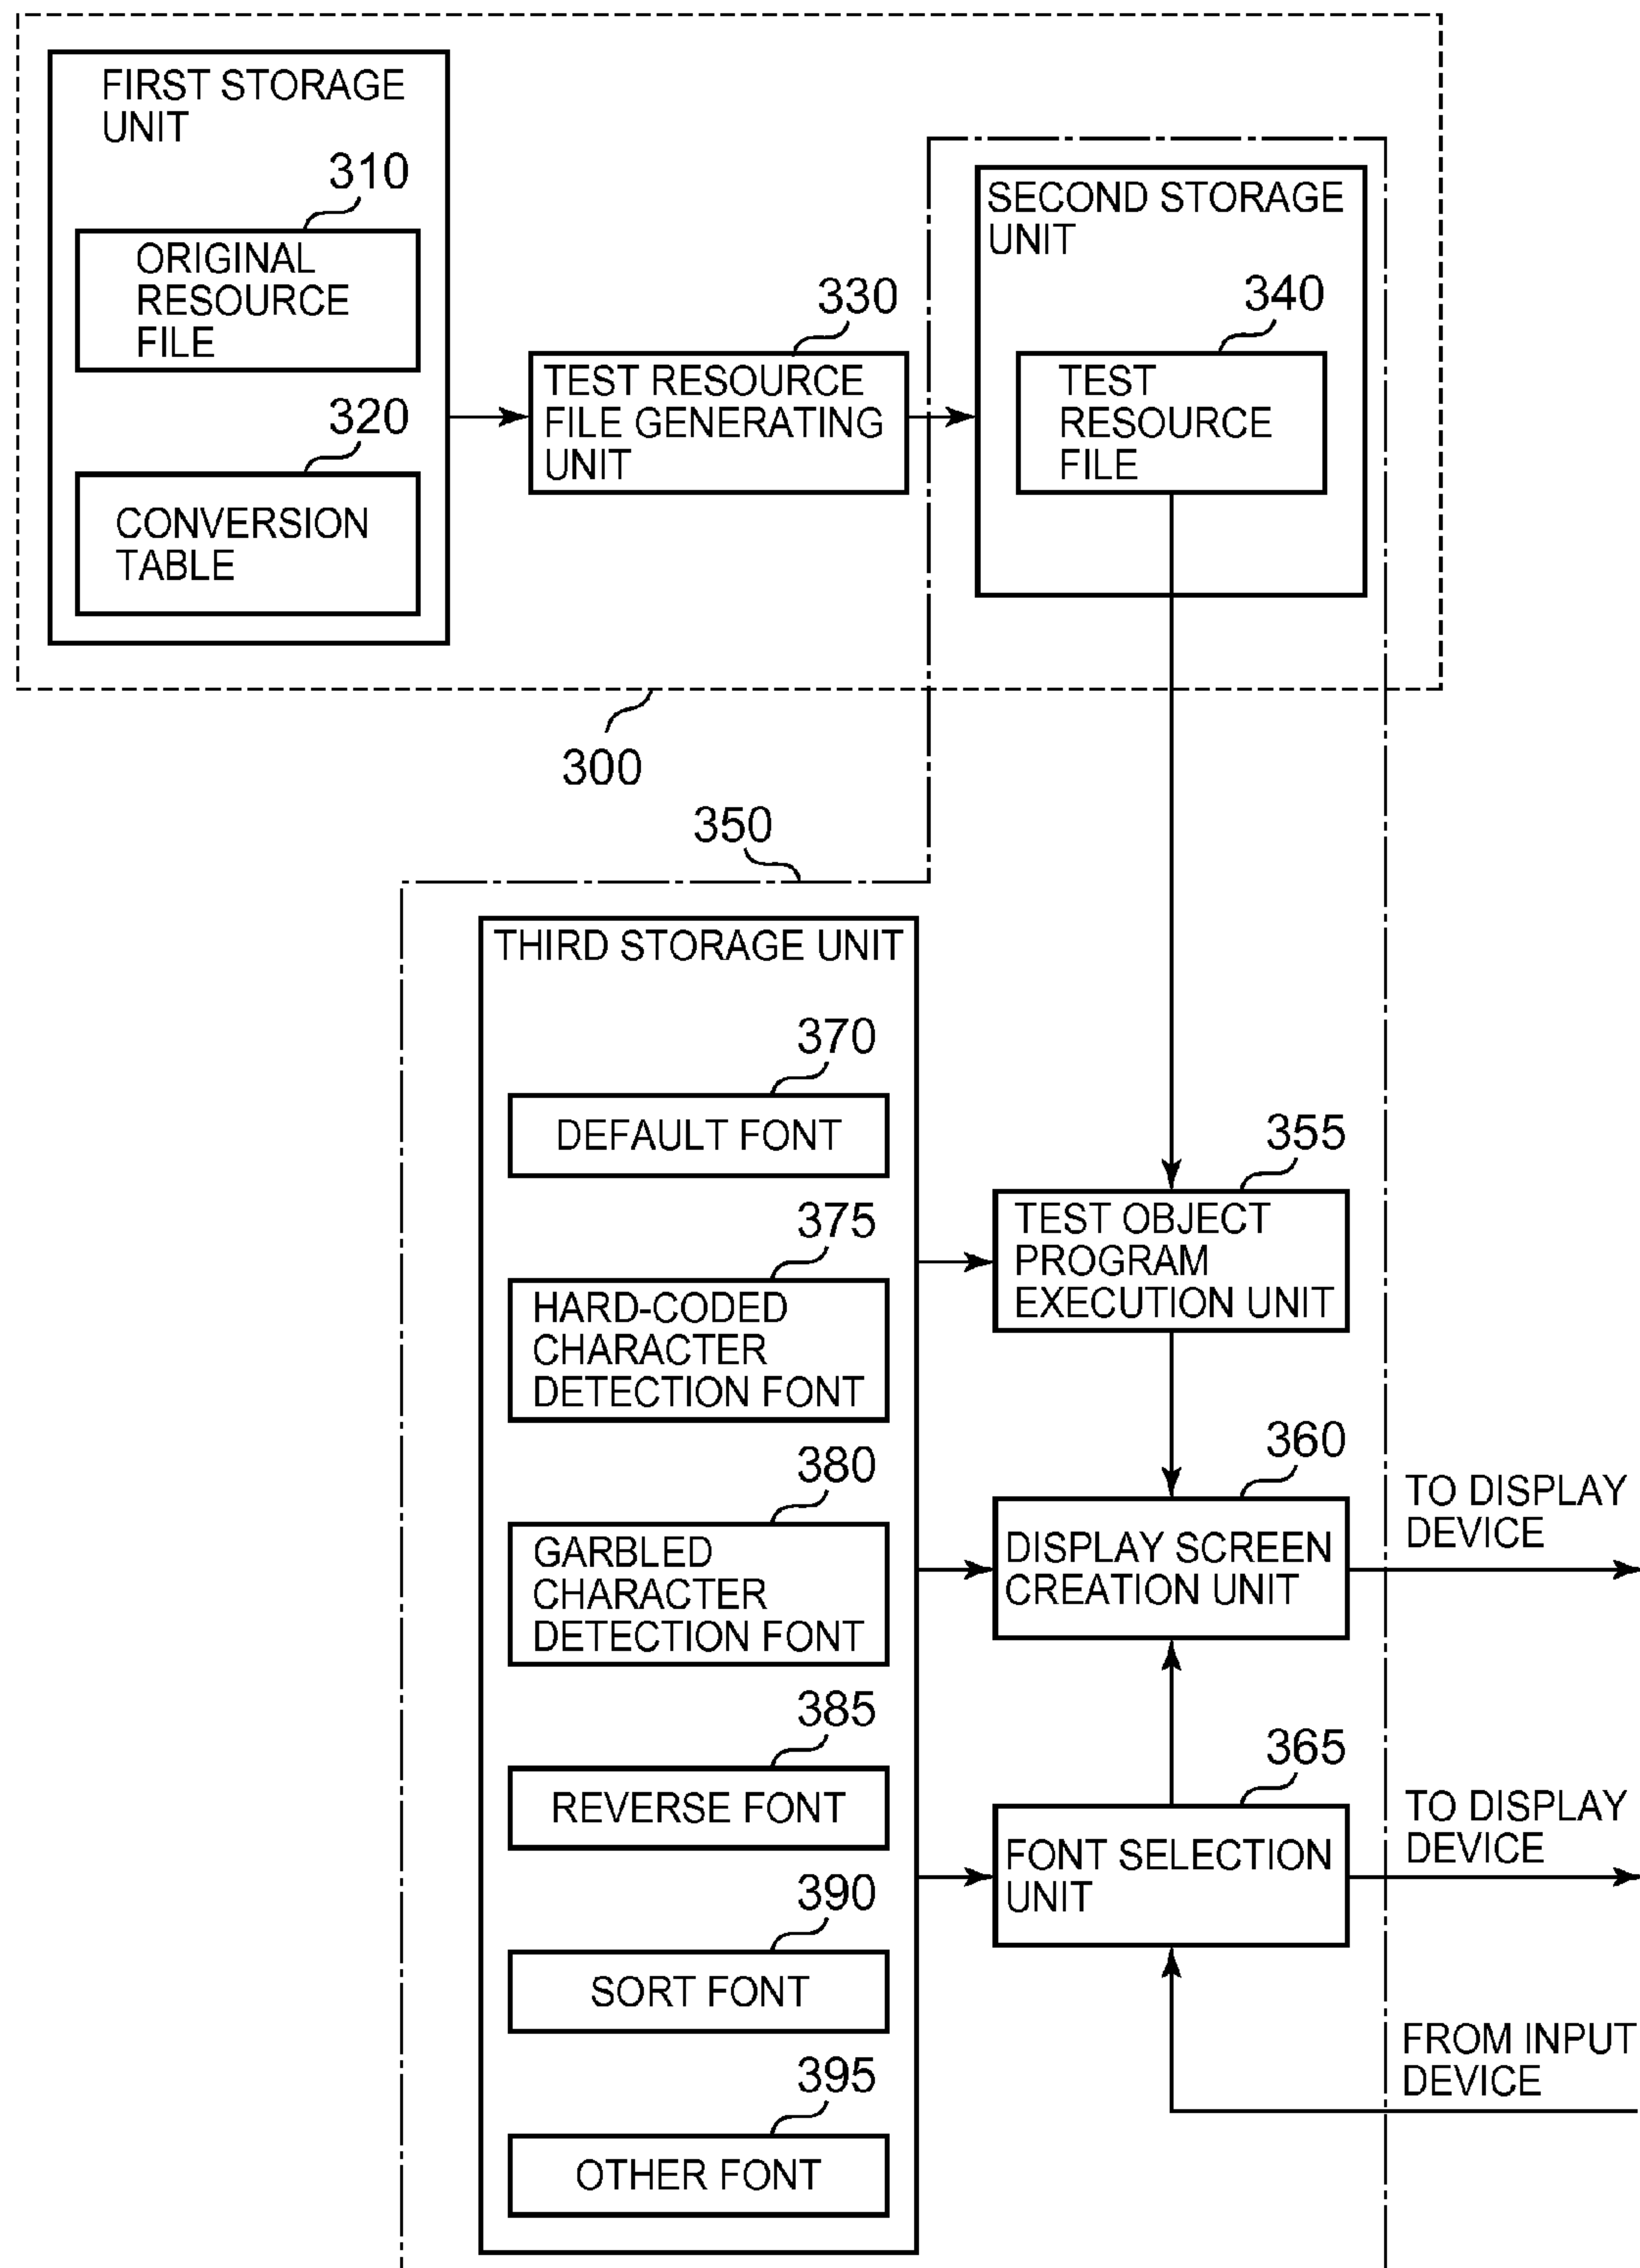 FIRST STORAGE
UNIT
310
ORIGINAL
RESOURCE
FILE
320
CONVERSION
TABLE
330
TEST RESOURCE
FILE GENERATING
UNIT
SECOND STORAGE
UNIT
340
TEST
RESOURCE
FILE
300
350
THIRD STORAGE UNIT
370
DEFAULT FONT
375
HARD-CODED
CHARACTER
DETECTION FONT
380
GARBLED
CHARACTER
DETECTION FONT
385
REVERSE FONT
390
SORT FONT
395
OTHER FONT
355
TEST OBJECT
PROGRAM
EXECUTION UNIT
360
DISPLAY SCREEN
CREATION UNIT
TO DISPLAY
DEVICE
365
FONT SELECTION
UNIT
TO DISPLAY
DEVICE
FROM INPUT
DEVICE